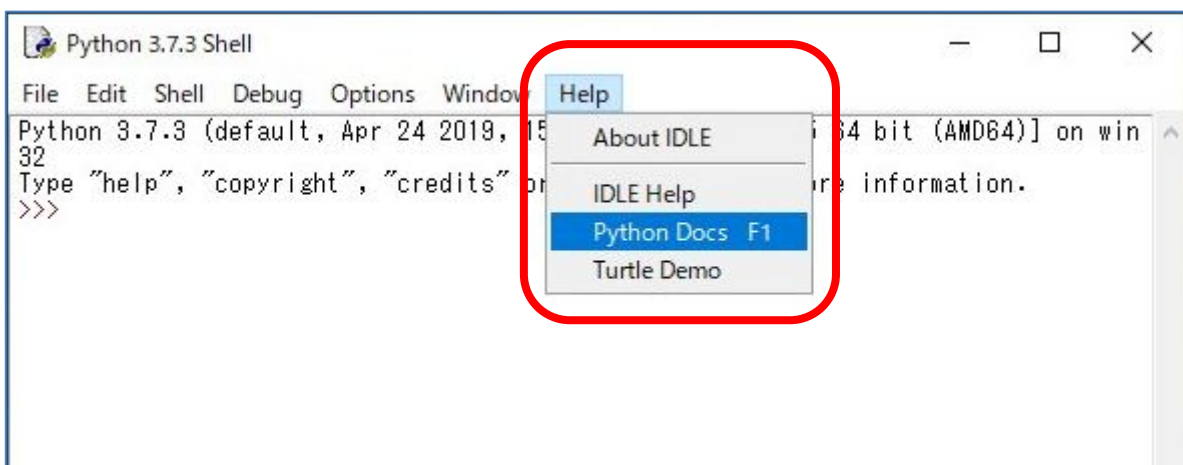 Python 3.7.3 Shell
File Edit Shell Debug Options Window Help
Python 3.7.3 (default, Apr 24 2019, 15 64 bit (AMD64)] on win
32
Type "help", "copyright", "credits" or more information.
>>>
About IDLE
IDLE Help
Python Docs F1
Turtle Demo